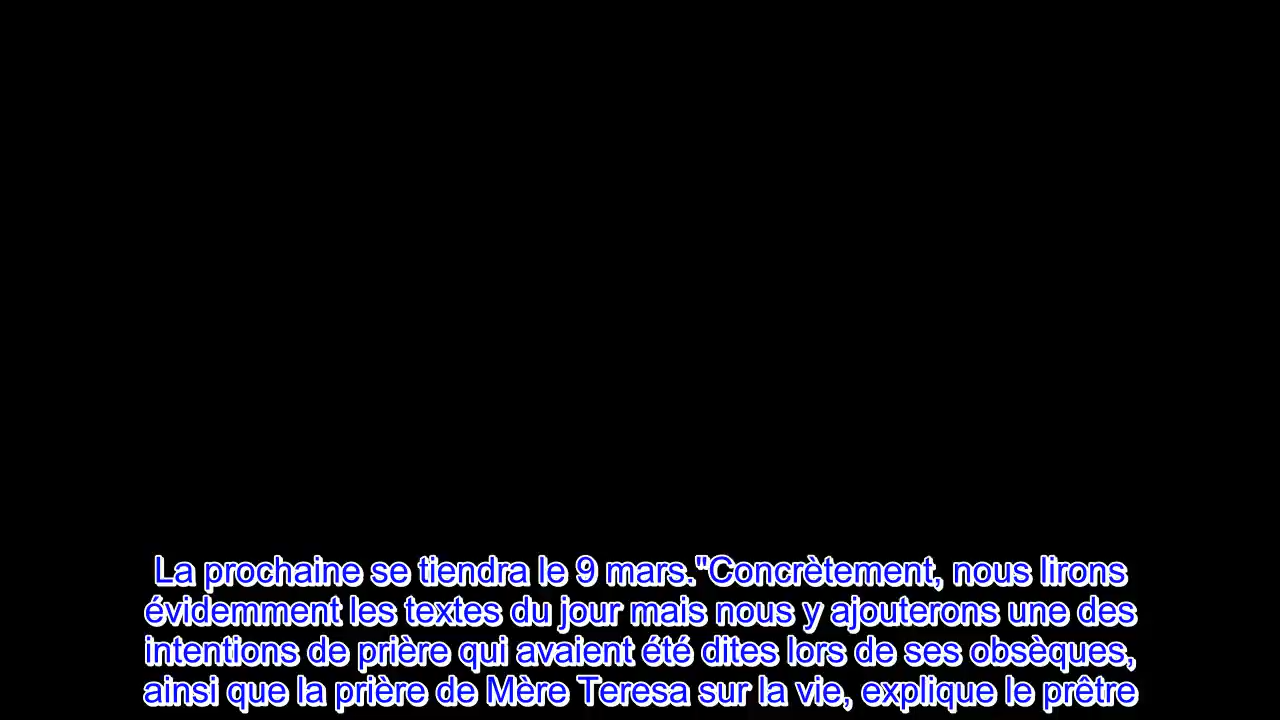 La prochaine se tiendra le 9 mars."Concrètement, nous lirons
évidemment les textes du jour mais nous y ajouterons une des
intentions de prière qui avaient été dites lors de ses obsèques,
ainsi que la prière de Mère Teresa sur la vie, explique le prêtre